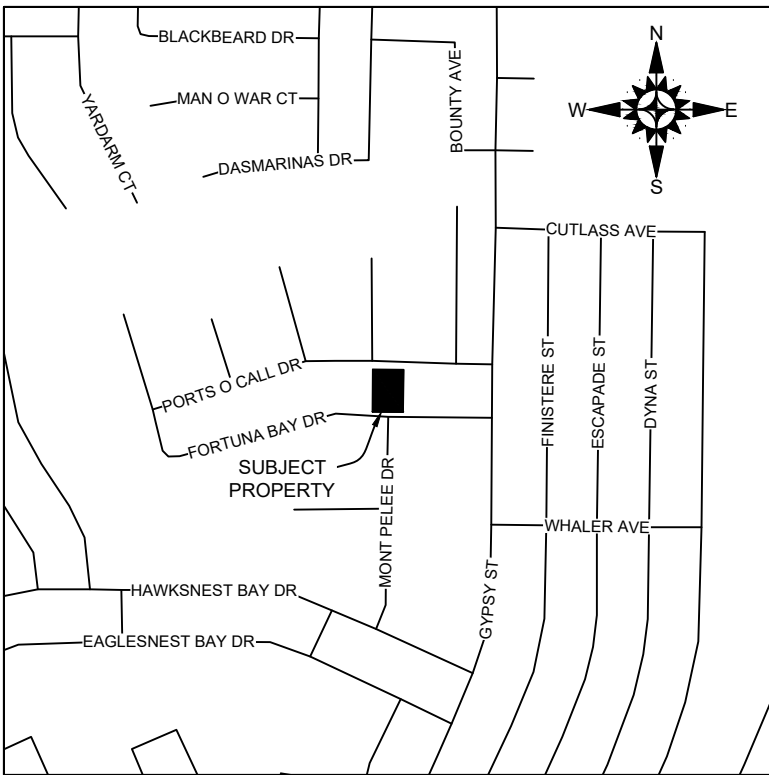 BLACKBEARD DR
N
BOUNTY AVE
YARDARM CT
MAN O WAR CT
W
E
DASMARINAS DR
S
CUTLASS AVE
FINISTERE ST
ESCAPADE ST
DYNA ST
PORTS O CALL DR
FORTUNA BAY DR
SUBJECT
PROPERTY
MONT PELEE DR
WHALER AVE
GYPSY ST
HAWKSNEST BAY DR
EAGLESNEST BAY DR